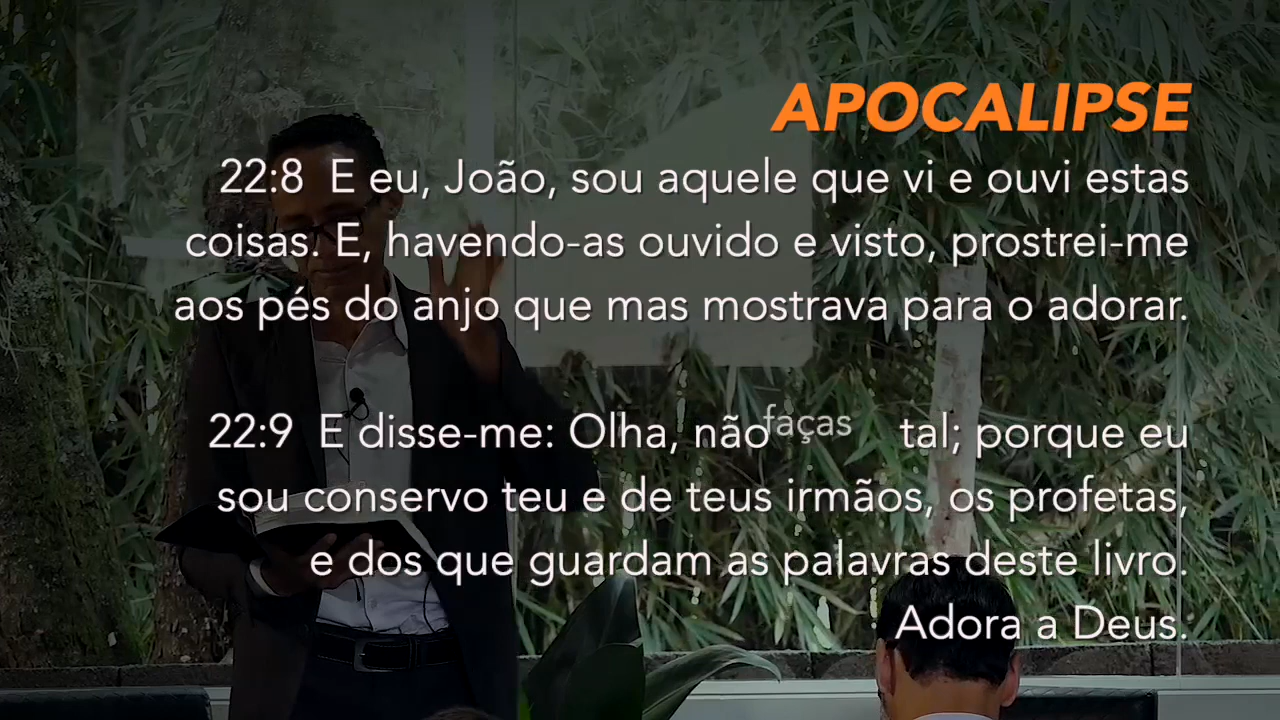 APOCALIPSE
22:8 E eu, João, sou aquele que vi e ouvi estas
coisas. E, havendo-as ouvido e visto, prostrei-me
aos pés do anjo que mas mostrava para o adorar.
22:9 E disse-me: Olha, não faças tal; porque eu
sou conservo teu e de teus irmãos, os profetas,
e dos que guardam as palavras deste livro.
Adora a Deus.